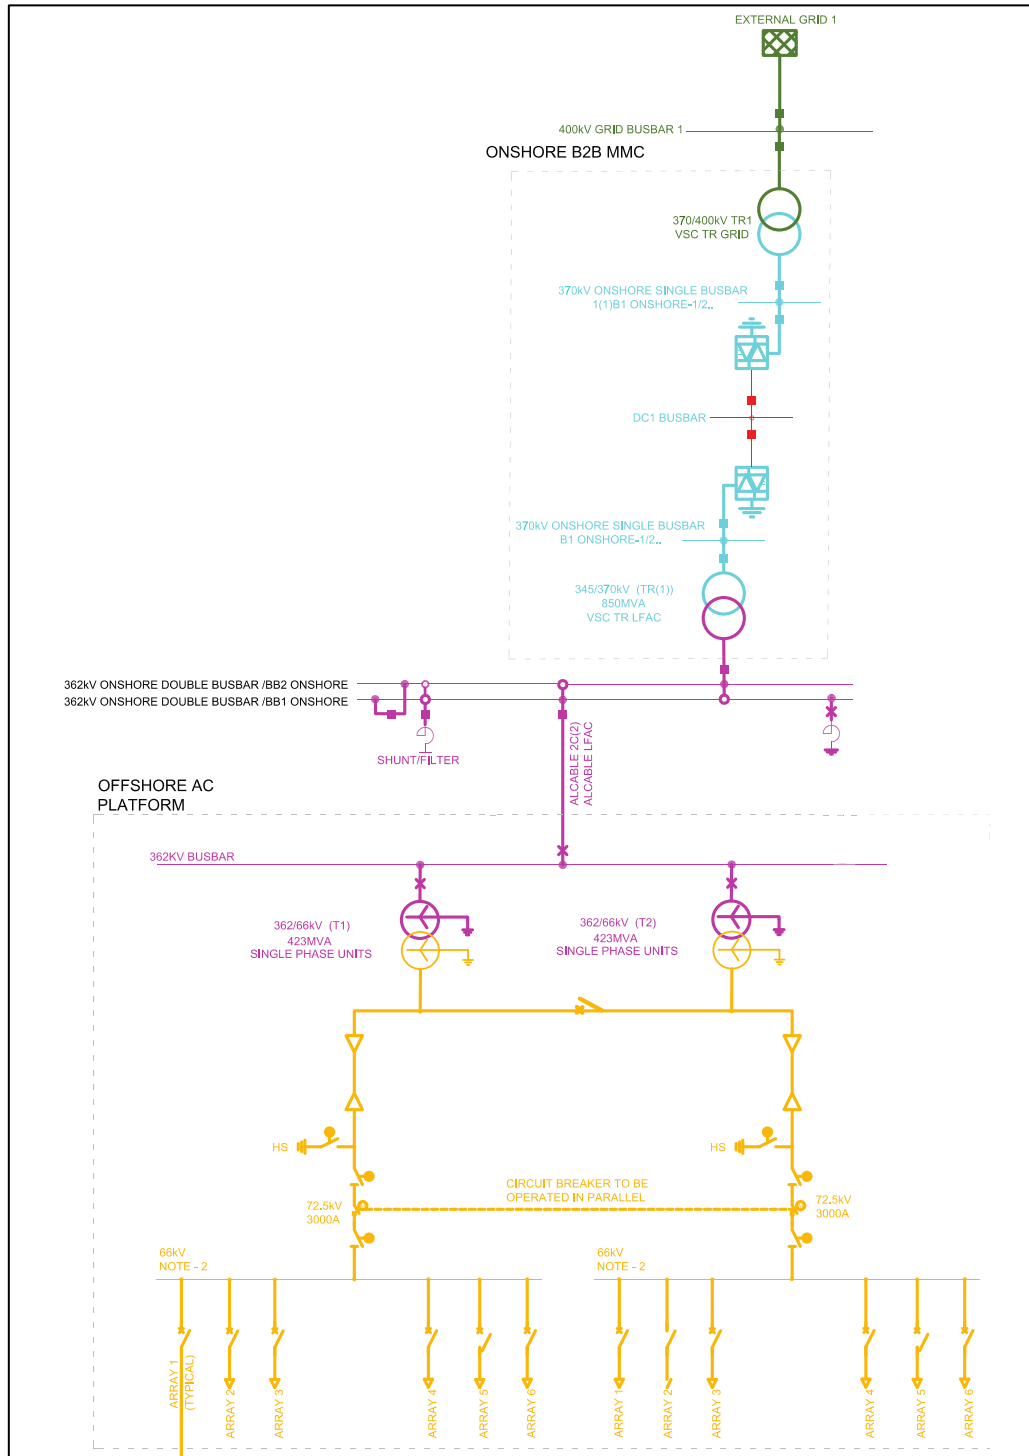 EXTERNAL GRID 1
400kV GRID BUSBAR 1
ONSHORE B2B MMC
370/400kV TR1
VSC TR GRID
370kV ONSHORE SINGLE BUSBAR
1(1)B1 ONSHORE-1/2..
DC1 BUSBAR
370kV ONSHORE SINGLE BUSBAR
B1 ONSHORE-1/2..
345/370kV (TR(1))
850MVA
VSC TR LFAC
362kV ONSHORE DOUBLE BUSBAR /BB2 ONSHORE
362kV ONSHORE DOUBLE BUSBAR /BB1 ONSHORE
SHUNT/FILTER
ALCABLE 2C(2)
ALCABLE LFAC
OFFSHORE AC
PLATFORM
362KV BUSBAR
362/66kV (T1)
423MVA
SINGLE PHASE UNITS
362/66kV (T2)
423MVA
SINGLE PHASE UNITS
HS
HS
CIRCUIT BREAKER TO BE
OPERATED IN PARALLEL
72.5kV
3000A
72.5kV
3000A
66kV
NOTE - 2
66kV
NOTE - 2
ARRAY 1
(TYPICAL)
ARRAY 2
ARRAY 3
ARRAY 4
ARRAY 5
ARRAY 6
ARRAY 1
ARRAY 2
ARRAY 3
ARRAY 4
ARRAY 5
ARRAY 6